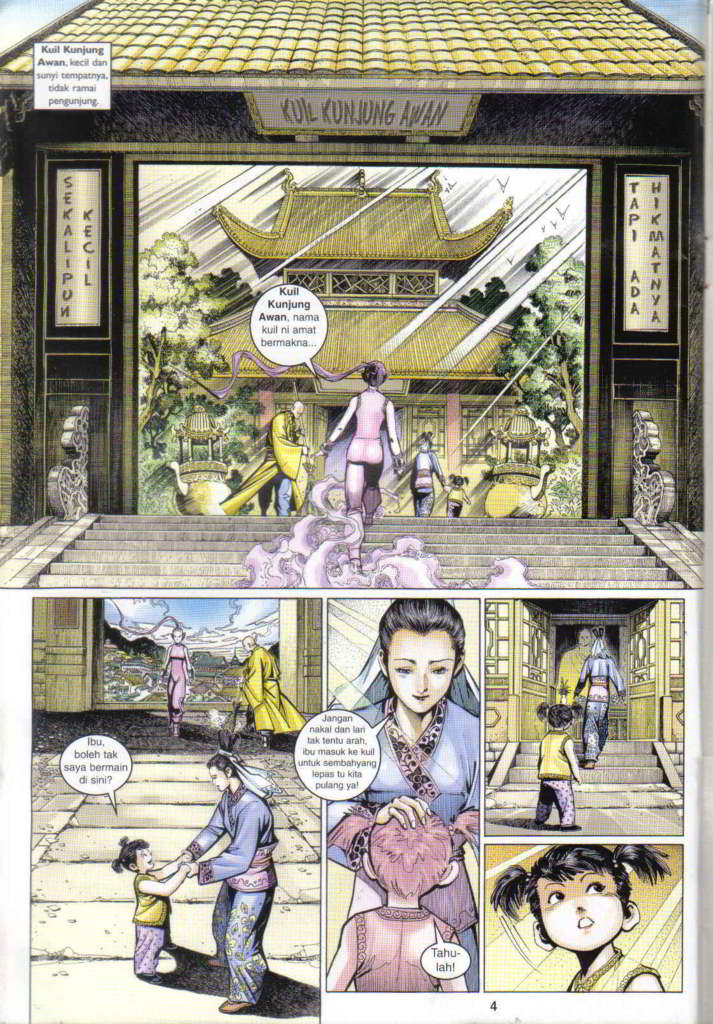 Kuil Kunjung
Awan, kecil dan
sunyi tempatnya,
tidak ramai
pengunjung.
KUIL KUNJUNG AWAN
SEKALIPUN
KECIL
TAPI ADA
HIKMATNYA
Kuil
Kunjung
Awan, nama
kuil ni amat
bermakna...
Ibu,
boleh tak
saya bermain
di sini?
Jangan
nakal dan lari
tak tentu arah,
ibu masuk ke kuil
untuk sembahyang
lepas tu kita
pulang ya!
Tahu-
lah!
4